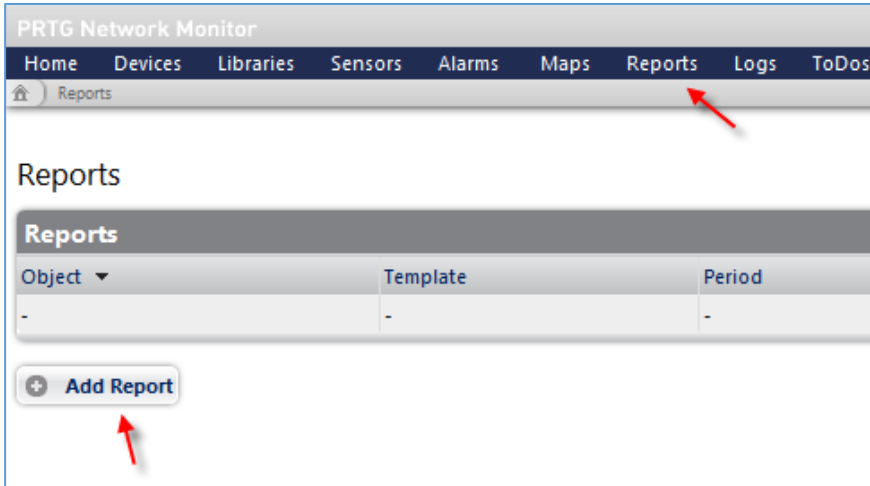 PRTG Network Monitor
Home Devices Libraries Sensors Alarms Maps Reports Logs ToDos
Reports
Reports
Reports
Object Template Period
- - -
Add Report